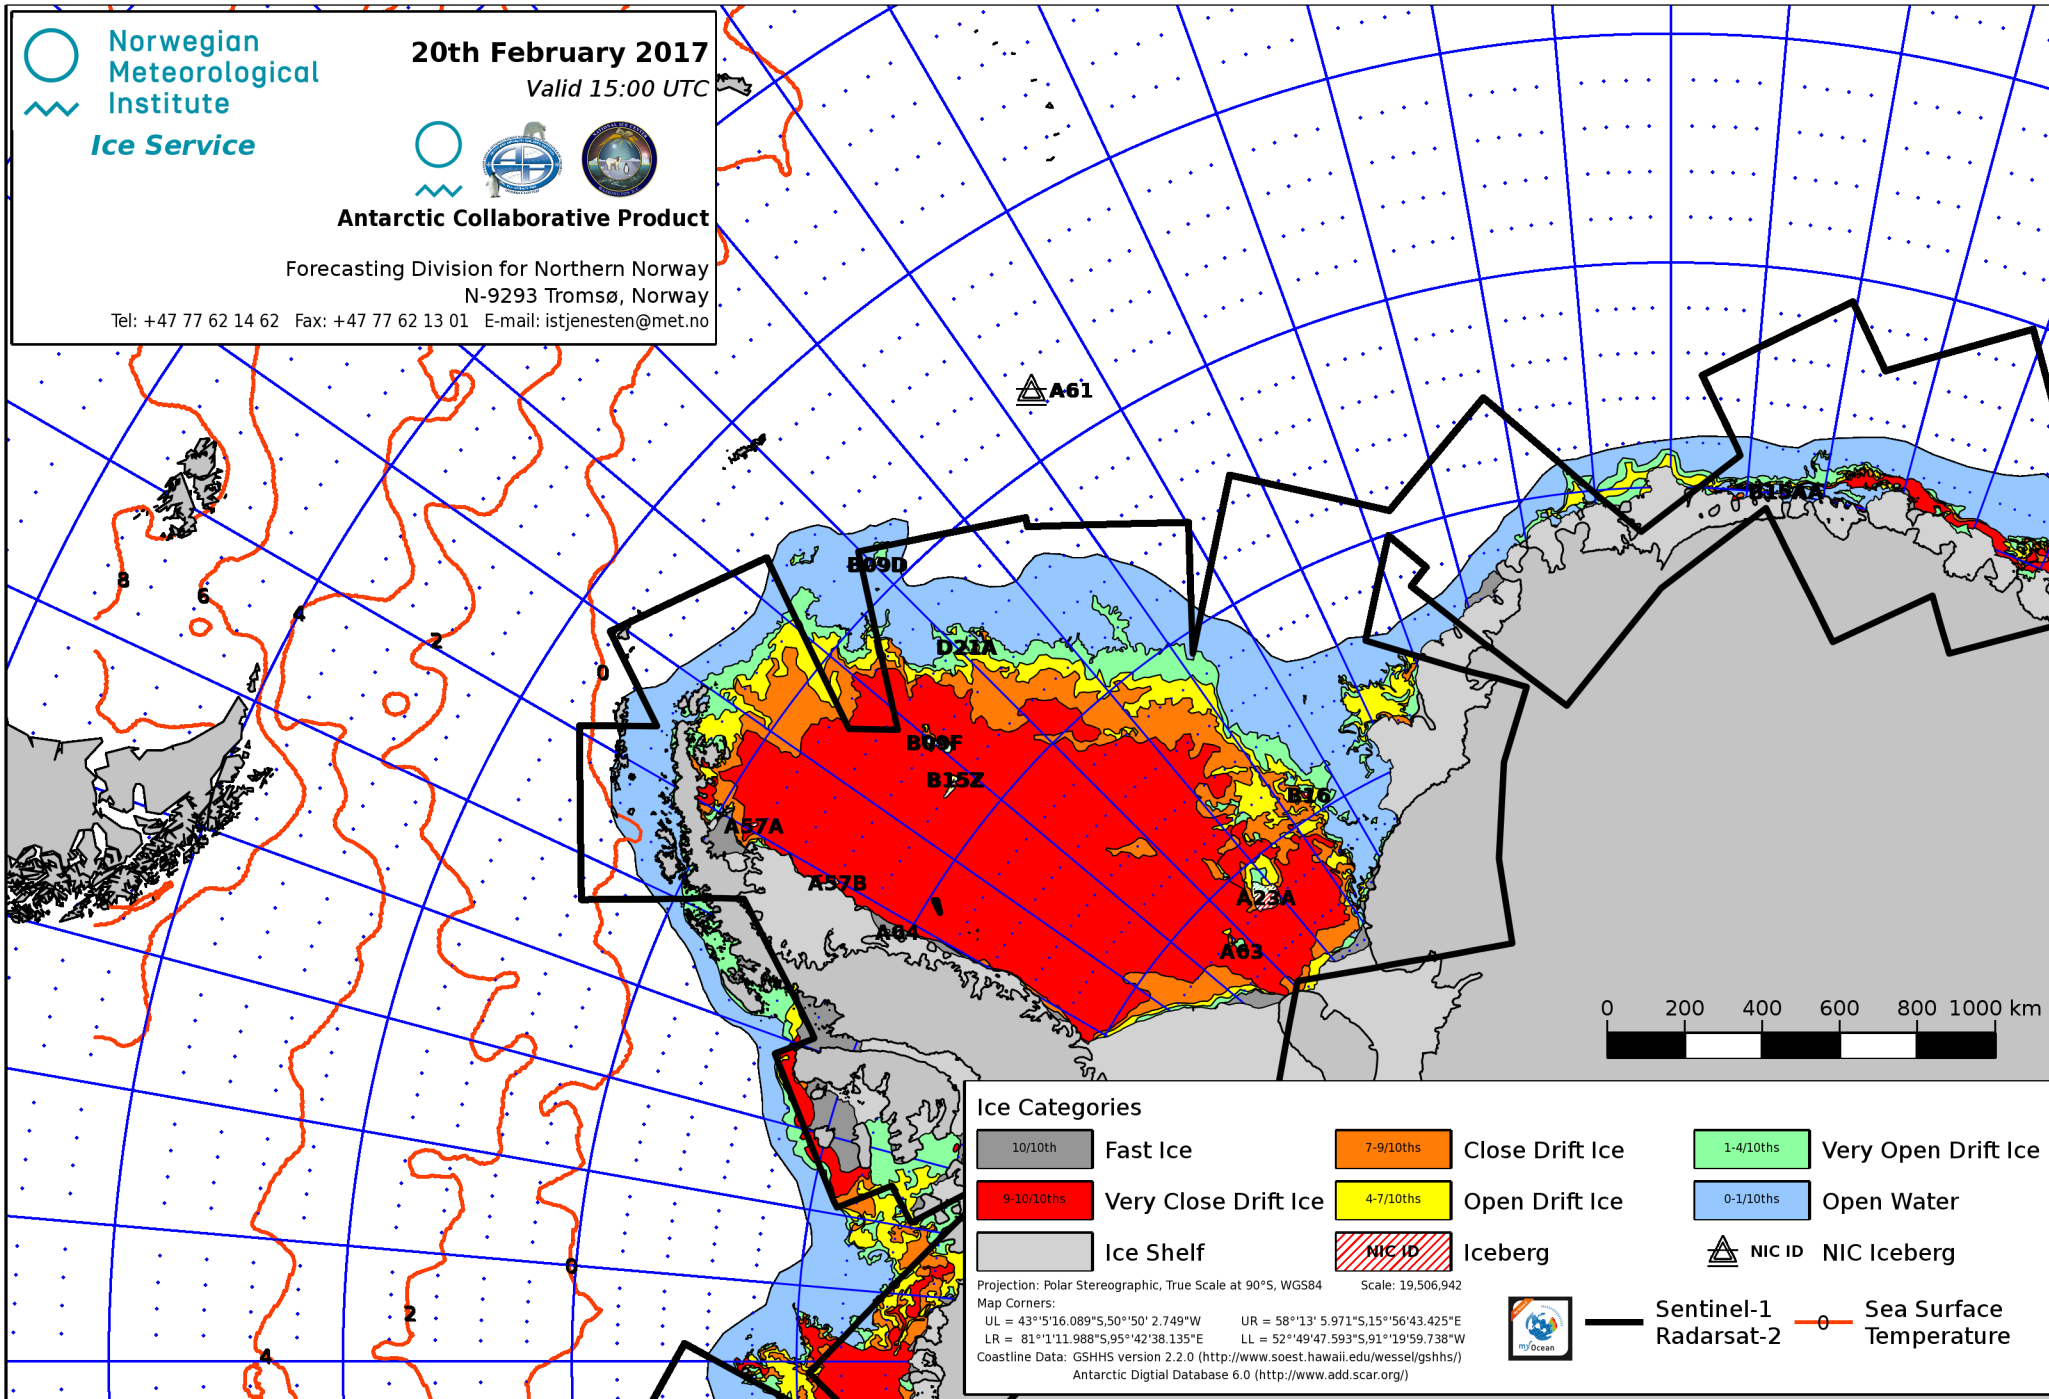 Norwegian
Meteorological
Institute
Ice Service
20th February 2017
Valid 15:00 UTC
Antarctic Collaborative Product
Forecasting Division for Northern Norway
N-9293 Tromsø, Norway
Tel: +47 77 62 14 62 Fax: +47 77 62 13 01 E-mail: istjenesten@met.no
A61
B15AA
B09D
D21A
8
6
4
2
0
B09F
B15Z
B16
A57A
A57B
A23A
A64
A63
0 200 400 600 800 1000 km
0
2
4
Ice Categories
10/10th Fast Ice
7-9/10ths Close Drift Ice
1-4/10ths Very Open Drift Ice
9-10/10ths Very Close Drift Ice
4-7/10ths Open Drift Ice
0-1/10ths Open Water
Ice Shelf
NIC ID Iceberg
NIC ID NIC Iceberg
Projection: Polar Stereographic, True Scale at 90°S, WGS84 Scale: 19,506,942
Map Corners:
UL = 43°'5'16.089"S,50°'50' 2.749"W UR = 58°'13' 5.971"S,15°'56'43.425"E
LR = 81°'1'11.988"S,95°'42'38.135"E LL = 52°'49'47.593"S,91°'19'59.738"W
Coastline Data: GSHHS version 2.2.0 (http://www.soest.hawaii.edu/wessel/gshhs/)
Antarctic Digtial Database 6.0 (http://www.add.scar.org/)
myOcean
Sentinel-1
Radarsat-2
0
Sea Surface
Temperature